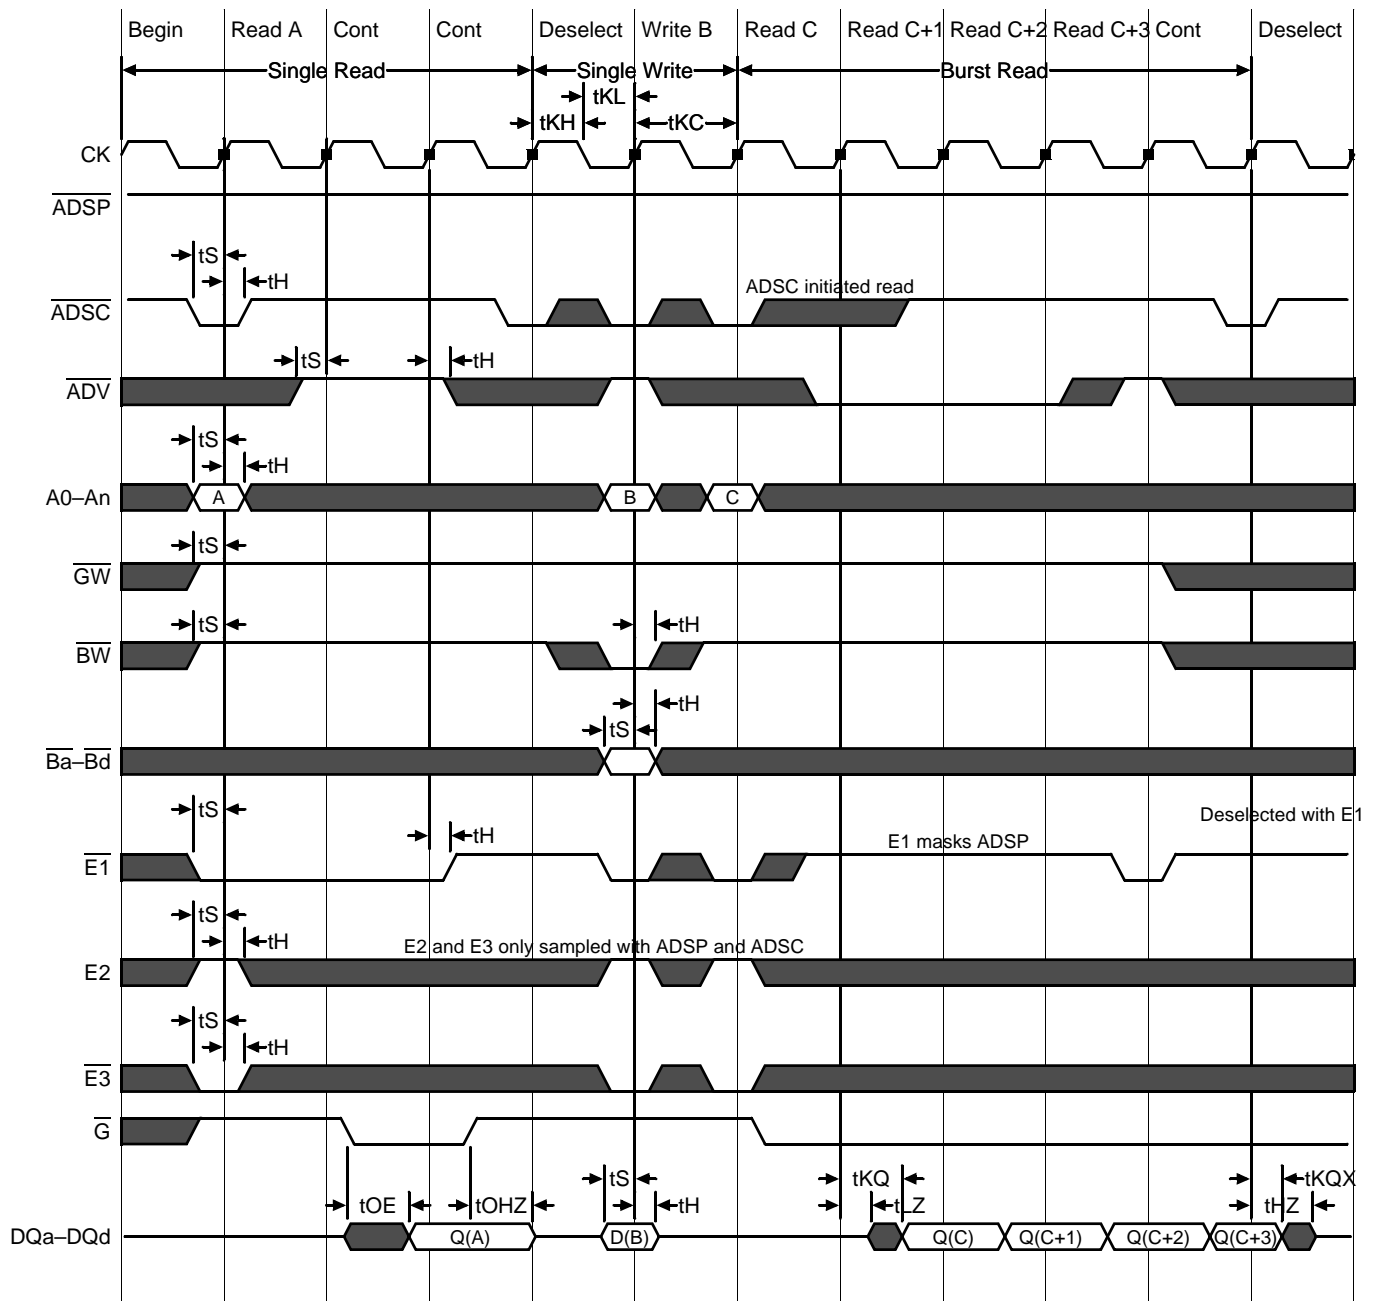 Begin Read A Cont Cont Deselect Write B Read C Read C+1 Read C+2 Read C+3 Cont Deselect
Single Read Single Write Burst Read
tKL
tKH tKC
CK
ADSP
tS
tH
ADSC initiated read
ADSC
tS tH
ADV
tS
tH
A0–An A B C
tS
GW
tS tH
BW
tH
tS
Ba–Bd
tS Deselected with E1
tH E1 masks ADSP
E1
tS
tH E2 and E3 only sampled with ADSP and ADSC
E2
tS
tH
E3
G
tS tKQ tKQX
tOE tOHZ tH tLZ tHZ
DQa–DQd Q(A) D(B) Q(C) Q(C+1) Q(C+2) Q(C+3)